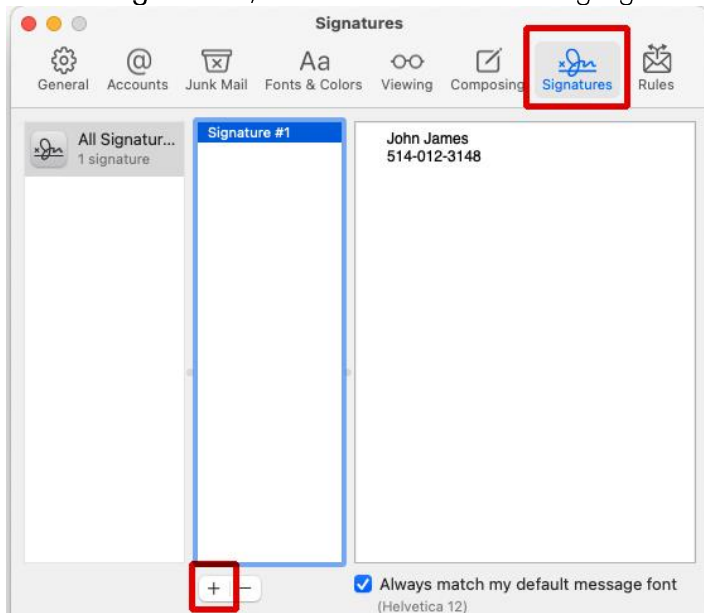 Signatures
General Accounts Junk Mail Fonts & Colors Viewing Composing Signatures Rules
All Signatur...
1 signature
Signature #1
John James
514-012-3148
Always match my default message font
(Helvetica 12)